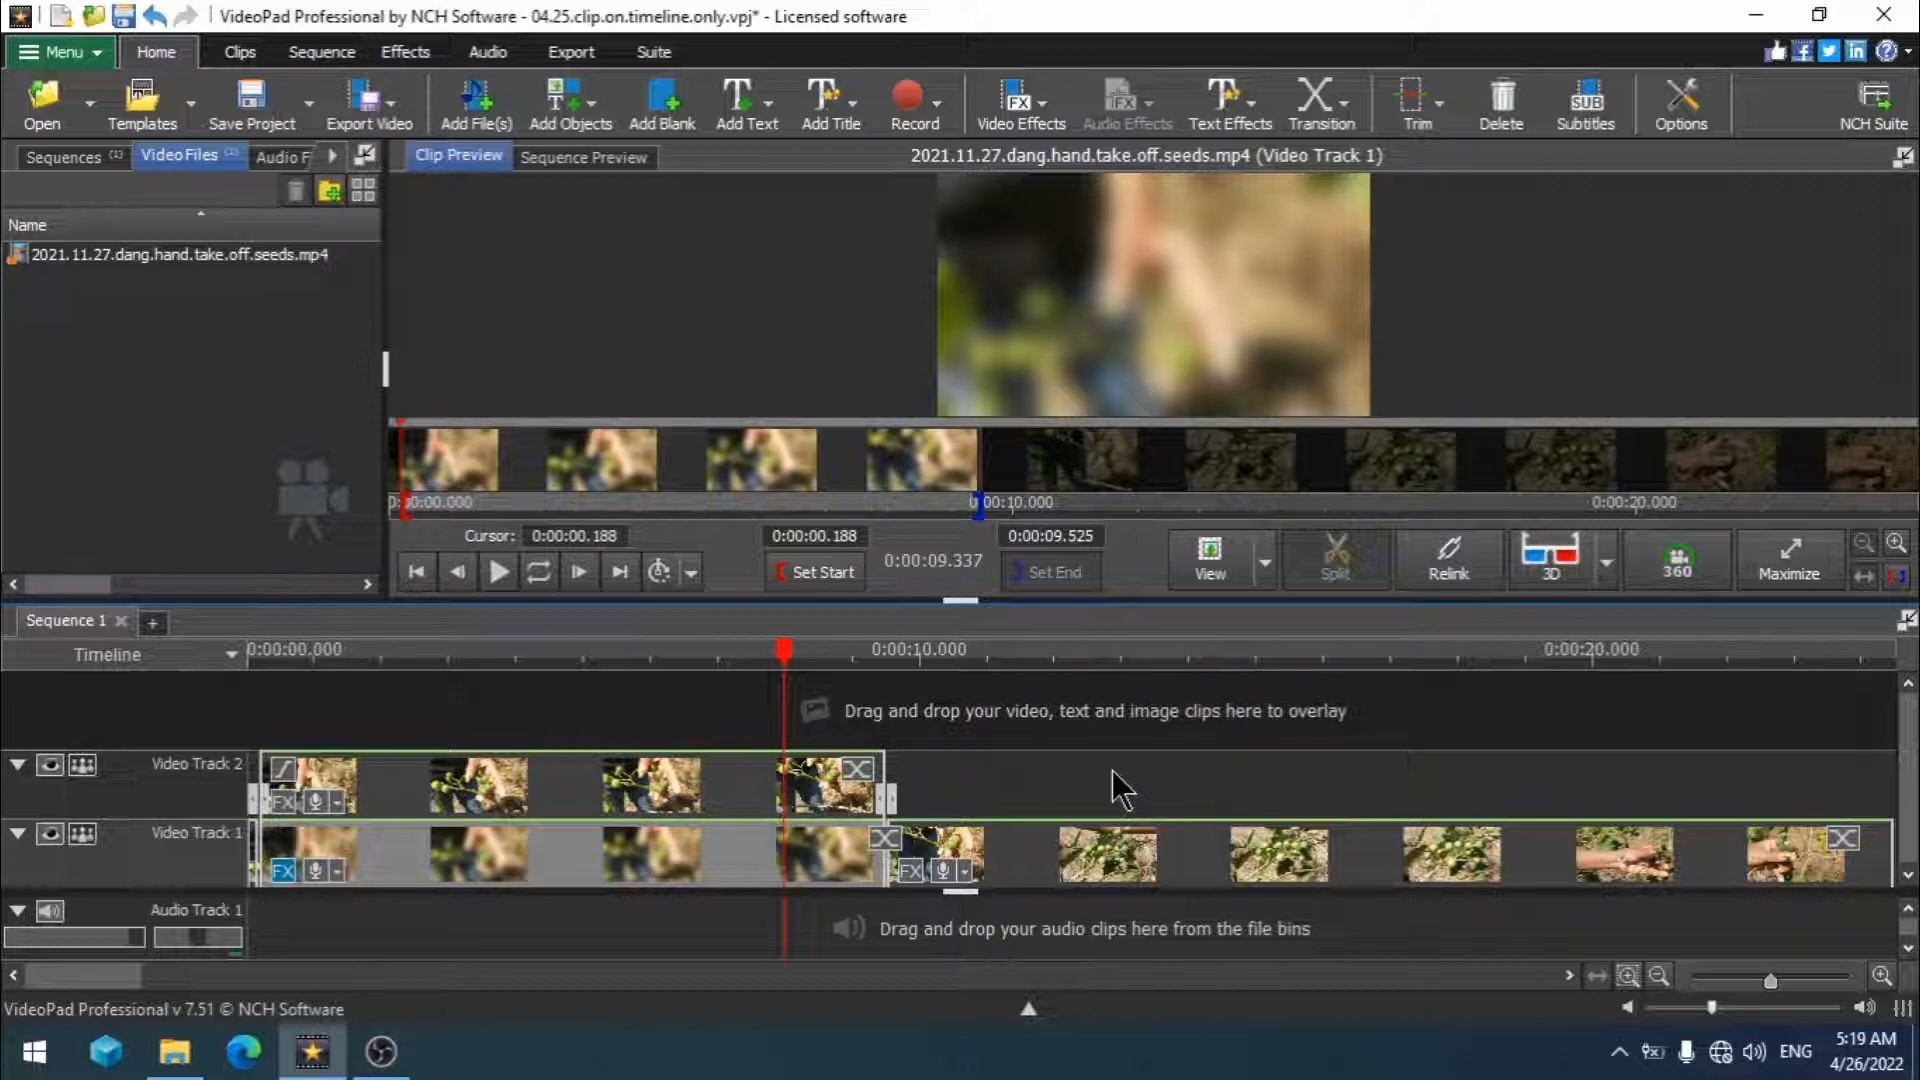 VideoPad Professional by NCH Software - 04.25.clip.on.timeline.only.vpj* - Licensed software
Menu Home Clips Sequence Effects Audio Export Suite
Open Templates Save Project Export Video Add File(s) Add Objects Add Blank Add Text Add Title Record Video Effects Audio Effects Text Effects Transition Trim Delete Subtitles Options NCH Suite
Sequences (1) Video Files Audio F Clip Preview Sequence Preview 2021.11.27.dang.hand.take.off.seeds.mp4 (Video Track 1)
Name
2021.11.27.dang.hand.take.off.seeds.mp4
00:00.000 00:10.000 0:00:20.000
Cursor: 0:00:00.188 0:00:00.188 0:00:09.525
Set Start 0:00:09.337 Set End View Split Relink 3D 360 Maximize
Sequence 1
Timeline 0:00:00.000 0:00:10.000 0:00:20.000
Drag and drop your video, text and image clips here to overlay
Video Track 2
FX
Video Track 1
FX FX
Audio Track 1
Drag and drop your audio clips here from the file bins
VideoPad Professional v 7.51 © NCH Software
ENG 5:19 AM
4/26/2022